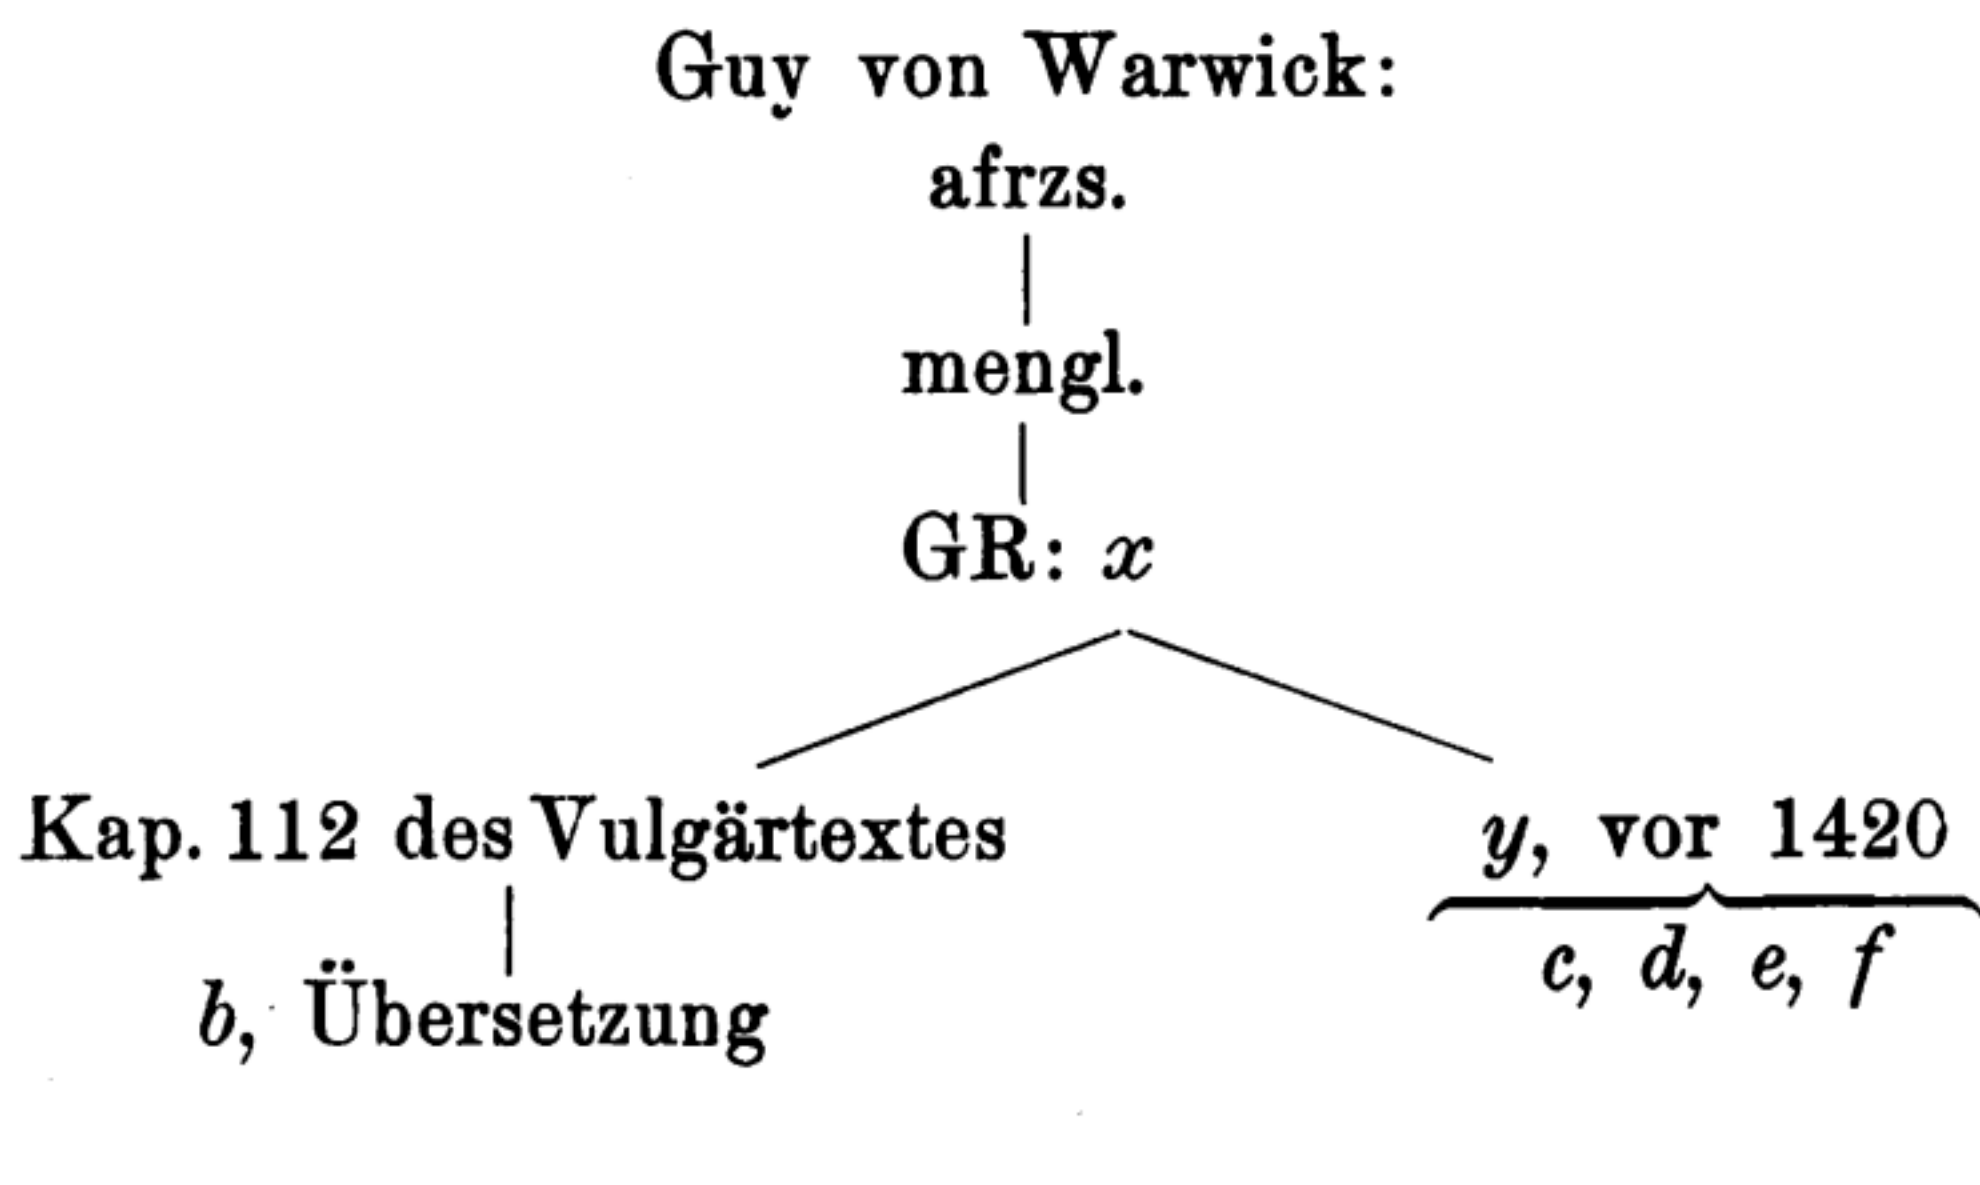 Guy von Warwick:
afrzs.
mengl.
GR: x
Kap. 112 des Vulgärtextes
y, vor 1420
b, Übersetzung
c, d, e, f